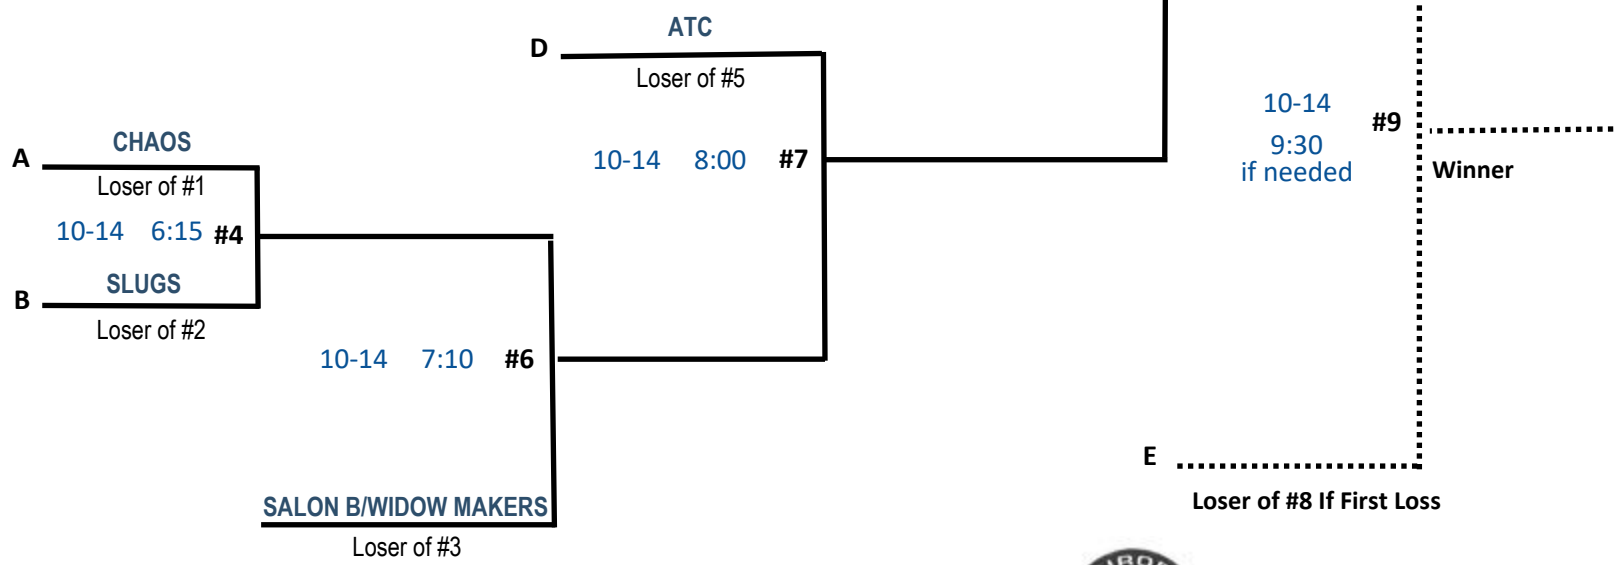 ATC
D
Loser of #5
10-14
#9
9:30
if needed
CHAOS
A
Loser of #1
10-14 8:00 #7
Winner
10-14 6:15 #4
SLUGS
B
Loser of #2
10-14 7:10 #6
E
Loser of #8 If First Loss
SALON B/WIDOW MAKERS
Loser of #3